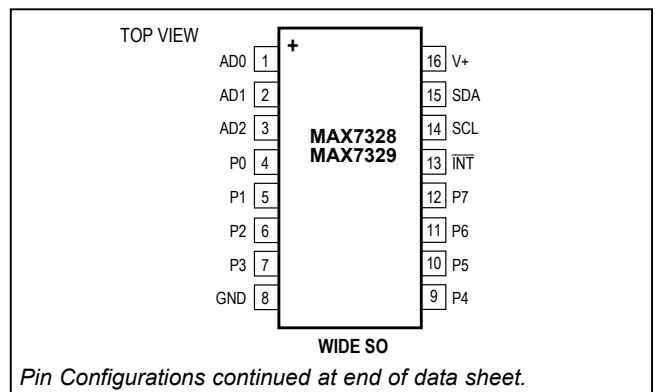 TOP VIEW
+
AD0 1
16 V+
AD1 2
15 SDA
AD2 3
14 SCL
MAX7328
MAX7329
P0 4
13 INT
P1 5
12 P7
P2 6
11 P6
P3 7
10 P5
GND 8
9 P4
WIDE SO
Pin Configurations continued at end of data sheet.